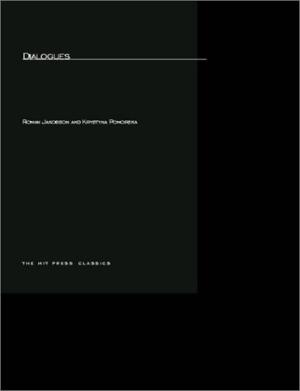 DIALOGUES
ROMAN JAKOBSON AND KRYSTYNA POMORSKA
THE MIT PRESS CLASSICS